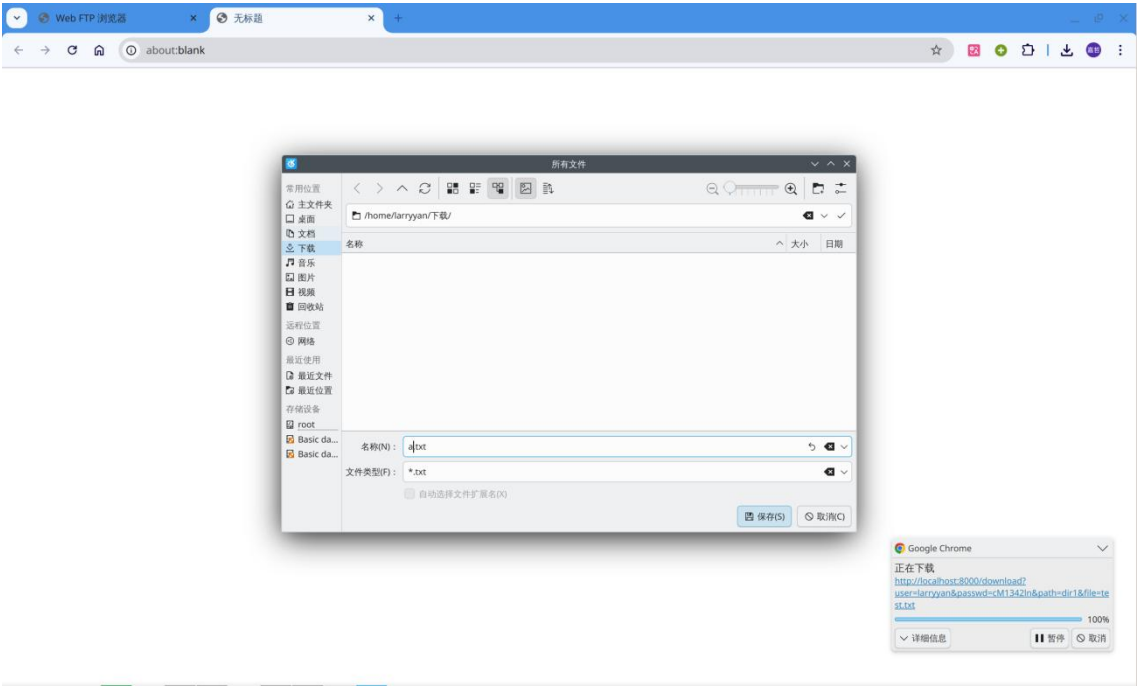 Web FTP 浏览器
无标题
about:blank
所有文件
常用位置
主文件夹
桌面
文档
下载
音乐
图片
视频
回收站
远程位置
网络
最近使用
最近文件
最近位置
存储设备
root
Basic da...
Basic da...
/home/larryyan/下载/
名称 大小 日期
名称(N)： a.txt
文件类型(F)： *.txt
自动选择文件扩展名(X)
保存(S) 取消(C)
Google Chrome
正在下载
http://localhost:8000/download?
user=larryyan&passwd=cM1342ln&path=dir1&file=te
st.txt
100%
详细信息 暂停 取消